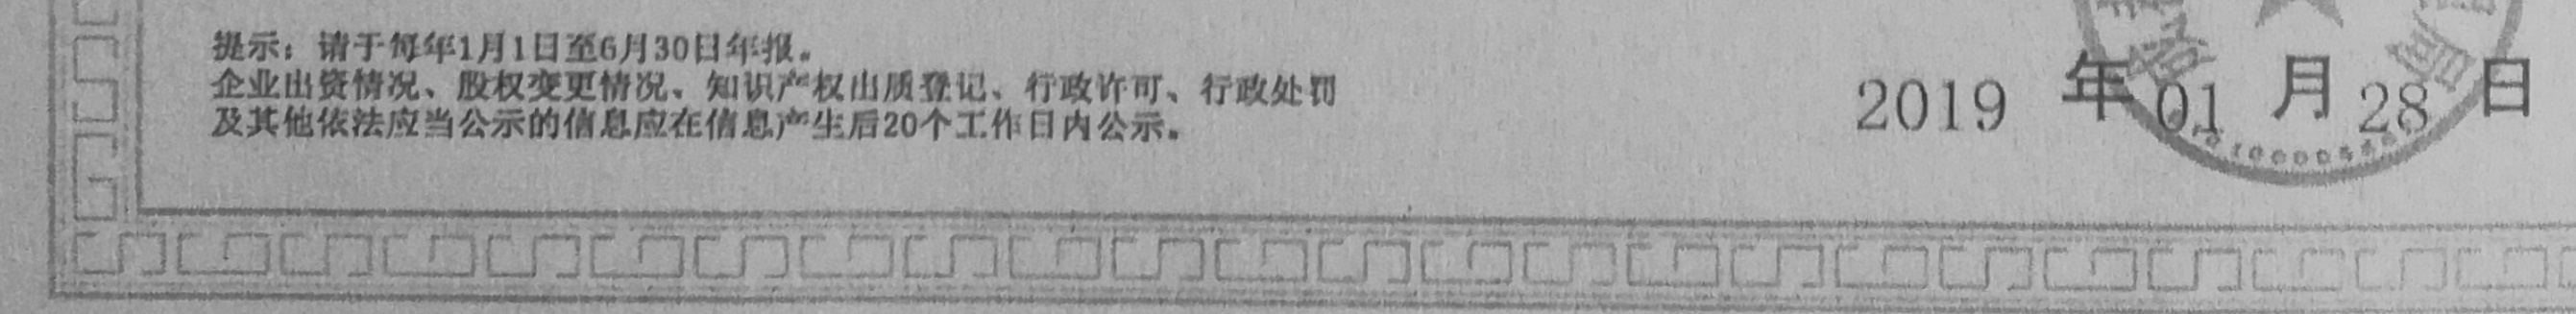 提示：请于每年1月1日至6月30日年报。
企业出资情况、股权变更情况、知识产权出质登记、行政许可、行政处罚
及其他依法应当公示的信息应在信息产生后20个工作日内公示。
2019 年 01 月 28 日
局